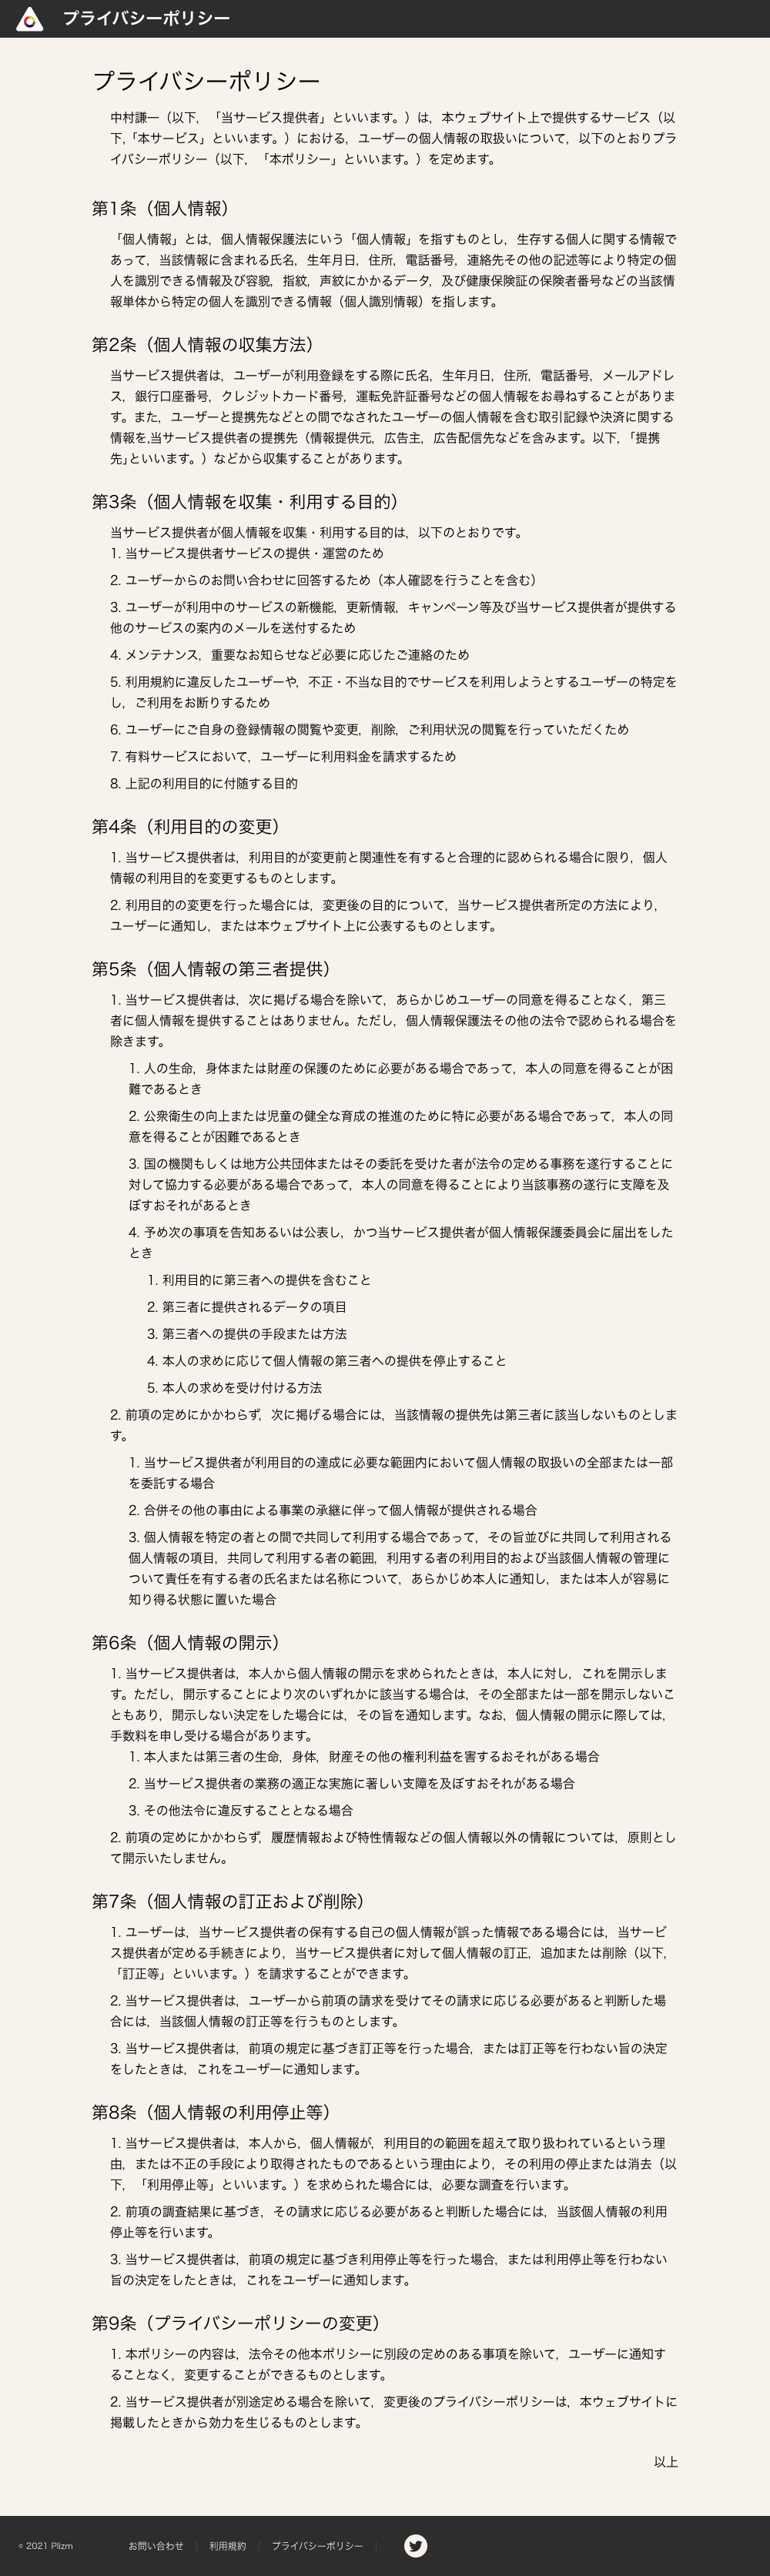 プライバシーポリシー
プライバシーポリシー
中村謙一（以下，「当サービス提供者」といいます。）は，本ウェブサイト上で提供するサービス（以
下,「本サービス」といいます。）における，ユーザーの個人情報の取扱いについて，以下のとおりプラ
イバシーポリシー（以下，「本ポリシー」といいます。）を定めます。
第1条（個人情報）
「個人情報」とは，個人情報保護法にいう「個人情報」を指すものとし，生存する個人に関する情報で
あって，当該情報に含まれる氏名，生年月日，住所，電話番号，連絡先その他の記述等により特定の個
人を識別できる情報及び容貌，指紋，声紋にかかるデータ，及び健康保険証の保険者番号などの当該情
報単体から特定の個人を識別できる情報（個人識別情報）を指します。
第2条（個人情報の収集方法）
当サービス提供者は，ユーザーが利用登録をする際に氏名，生年月日，住所，電話番号，メールアドレ
ス，銀行口座番号，クレジットカード番号，運転免許証番号などの個人情報をお尋ねすることがありま
す。また，ユーザーと提携先などとの間でなされたユーザーの個人情報を含む取引記録や決済に関する
情報を,当サービス提供者の提携先（情報提供元，広告主，広告配信先などを含みます。以下,｢提携
先｣といいます。）などから収集することがあります。
第3条（個人情報を収集・利用する目的）
当サービス提供者が個人情報を収集・利用する目的は，以下のとおりです。
1. 当サービス提供者サービスの提供・運営のため
2. ユーザーからのお問い合わせに回答するため（本人確認を行うことを含む）
3. ユーザーが利用中のサービスの新機能，更新情報，キャンペーン等及び当サービス提供者が提供する
他のサービスの案内のメールを送付するため
4. メンテナンス，重要なお知らせなど必要に応じたご連絡のため
5. 利用規約に違反したユーザーや，不正・不当な目的でサービスを利用しようとするユーザーの特定を
し，ご利用をお断りするため
6. ユーザーにご自身の登録情報の閲覧や変更，削除，ご利用状況の閲覧を行っていただくため
7. 有料サービスにおいて，ユーザーに利用料金を請求するため
8. 上記の利用目的に付随する目的
第4条（利用目的の変更）
1. 当サービス提供者は，利用目的が変更前と関連性を有すると合理的に認められる場合に限り，個人
情報の利用目的を変更するものとします。
2. 利用目的の変更を行った場合には，変更後の目的について，当サービス提供者所定の方法により，
ユーザーに通知し，または本ウェブサイト上に公表するものとします。
第5条（個人情報の第三者提供）
1. 当サービス提供者は，次に掲げる場合を除いて，あらかじめユーザーの同意を得ることなく，第三
者に個人情報を提供することはありません。ただし，個人情報保護法その他の法令で認められる場合を
除きます。
1. 人の生命，身体または財産の保護のために必要がある場合であって，本人の同意を得ることが困
難であるとき
2. 公衆衛生の向上または児童の健全な育成の推進のために特に必要がある場合であって，本人の同
意を得ることが困難であるとき
3. 国の機関もしくは地方公共団体またはその委託を受けた者が法令の定める事務を遂行することに
対して協力する必要がある場合であって，本人の同意を得ることにより当該事務の遂行に支障を及
ぼすおそれがあるとき
4. 予め次の事項を告知あるいは公表し，かつ当サービス提供者が個人情報保護委員会に届出をした
とき
1. 利用目的に第三者への提供を含むこと
2. 第三者に提供されるデータの項目
3. 第三者への提供の手段または方法
4. 本人の求めに応じて個人情報の第三者への提供を停止すること
5. 本人の求めを受け付ける方法
2. 前項の定めにかかわらず，次に掲げる場合には，当該情報の提供先は第三者に該当しないものとしま
す。
1. 当サービス提供者が利用目的の達成に必要な範囲内において個人情報の取扱いの全部または一部
を委託する場合
2. 合併その他の事由による事業の承継に伴って個人情報が提供される場合
3. 個人情報を特定の者との間で共同して利用する場合であって，その旨並びに共同して利用される
個人情報の項目，共同して利用する者の範囲，利用する者の利用目的および当該個人情報の管理に
ついて責任を有する者の氏名または名称について，あらかじめ本人に通知し，または本人が容易に
知り得る状態に置いた場合
第6条（個人情報の開示）
1. 当サービス提供者は，本人から個人情報の開示を求められたときは，本人に対し，これを開示しま
す。ただし，開示することにより次のいずれかに該当する場合は，その全部または一部を開示しないこ
ともあり，開示しない決定をした場合には，その旨を通知します。なお，個人情報の開示に際しては，
手数料を申し受ける場合があります。
1. 本人または第三者の生命，身体，財産その他の権利利益を害するおそれがある場合
2. 当サービス提供者の業務の適正な実施に著しい支障を及ぼすおそれがある場合
3. その他法令に違反することとなる場合
2. 前項の定めにかかわらず，履歴情報および特性情報などの個人情報以外の情報については，原則とし
て開示いたしません。
第7条（個人情報の訂正および削除）
1. ユーザーは，当サービス提供者の保有する自己の個人情報が誤った情報である場合には，当サービ
ス提供者が定める手続きにより，当サービス提供者に対して個人情報の訂正，追加または削除（以下，
「訂正等」といいます。）を請求することができます。
2. 当サービス提供者は，ユーザーから前項の請求を受けてその請求に応じる必要があると判断した場
合には，当該個人情報の訂正等を行うものとします。
3. 当サービス提供者は，前項の規定に基づき訂正等を行った場合，または訂正等を行わない旨の決定
をしたときは，これをユーザーに通知します。
第8条（個人情報の利用停止等）
1. 当サービス提供者は，本人から，個人情報が，利用目的の範囲を超えて取り扱われているという理
由，または不正の手段により取得されたものであるという理由により，その利用の停止または消去（以
下，「利用停止等」といいます。）を求められた場合には，必要な調査を行います。
2. 前項の調査結果に基づき，その請求に応じる必要があると判断した場合には，当該個人情報の利用
停止等を行います。
3. 当サービス提供者は，前項の規定に基づき利用停止等を行った場合，または利用停止等を行わない
旨の決定をしたときは，これをユーザーに通知します。
第9条（プライバシーポリシーの変更）
1. 本ポリシーの内容は，法令その他本ポリシーに別段の定めのある事項を除いて，ユーザーに通知す
ることなく，変更することができるものとします。
2. 当サービス提供者が別途定める場合を除いて，変更後のプライバシーポリシーは，本ウェブサイトに
掲載したときから効力を生じるものとします。
以上
© 2021 Plizm お問い合わせ | 利用規約 | プライバシーポリシー |